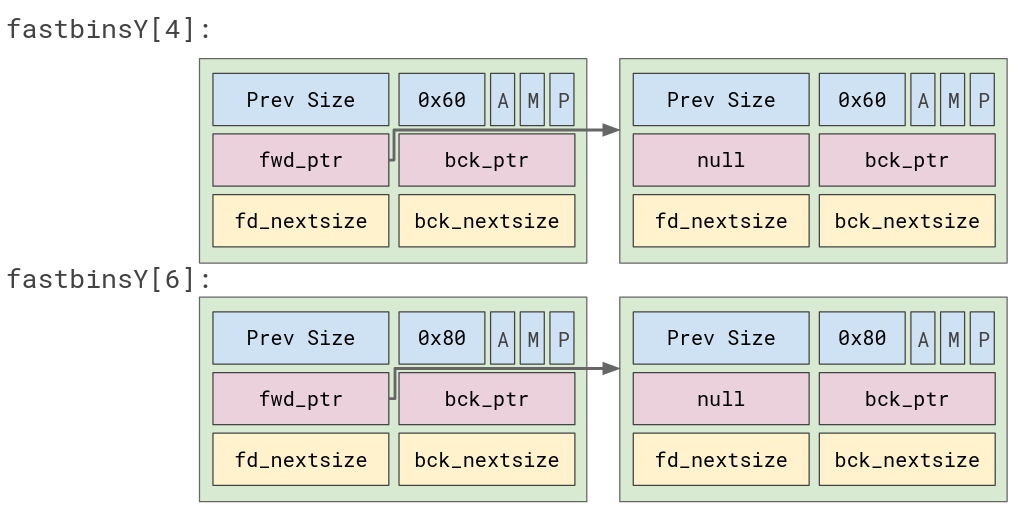 fastbinsY[4]:
Prev Size 0x60 A M P Prev Size 0x60 A M P
fwd_ptr bck_ptr null bck_ptr
fd_nextsize bck_nextsize fd_nextsize bck_nextsize
fastbinsY[6]:
Prev Size 0x80 A M P Prev Size 0x80 A M P
fwd_ptr bck_ptr null bck_ptr
fd_nextsize bck_nextsize fd_nextsize bck_nextsize